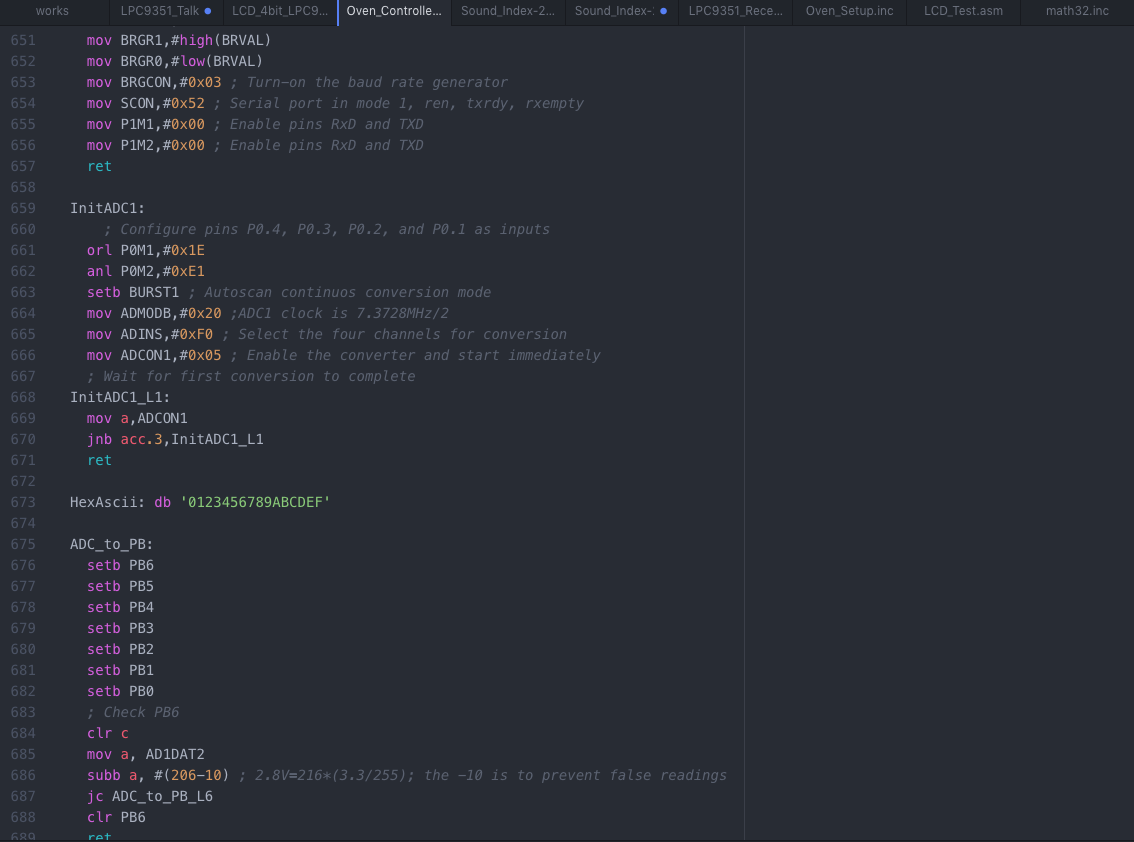 works LPC9351_Talk LCD_4bit_LPC9... Oven_Controlle... Sound_Index-2... Sound_Index-: LPC9351_Rece... Oven_Setup.inc LCD_Test.asm math32.inc
651 mov BRGR1,#high(BRVAL)
652 mov BRGR0,#low(BRVAL)
653 mov BRGCON,#0x03 ; Turn-on the baud rate generator
654 mov SCON,#0x52 ; Serial port in mode 1, ren, txrdy, rxempty
655 mov P1M1,#0x00 ; Enable pins RxD and TXD
656 mov P1M2,#0x00 ; Enable pins RxD and TXD
657 ret
658
659 InitADC1:
660 ; Configure pins P0.4, P0.3, P0.2, and P0.1 as inputs
661 orl P0M1,#0x1E
662 anl P0M2,#0xE1
663 setb BURST1 ; Autoscan continuos conversion mode
664 mov ADMODB,#0x20 ;ADC1 clock is 7.3728MHz/2
665 mov ADINS,#0xF0 ; Select the four channels for conversion
666 mov ADCON1,#0x05 ; Enable the converter and start immediately
667 ; Wait for first conversion to complete
668 InitADC1_L1:
669 mov a,ADCON1
670 jnb acc.3,InitADC1_L1
671 ret
672
673 HexAscii: db '0123456789ABCDEF'
674
675 ADC_to_PB:
676 setb PB6
677 setb PB5
678 setb PB4
679 setb PB3
680 setb PB2
681 setb PB1
682 setb PB0
683 ; Check PB6
684 clr c
685 mov a, AD1DAT2
686 subb a, #(206-10) ; 2.8V=216*(3.3/255); the -10 is to prevent false readings
687 jc ADC_to_PB_L6
688 clr PB6
689 ret